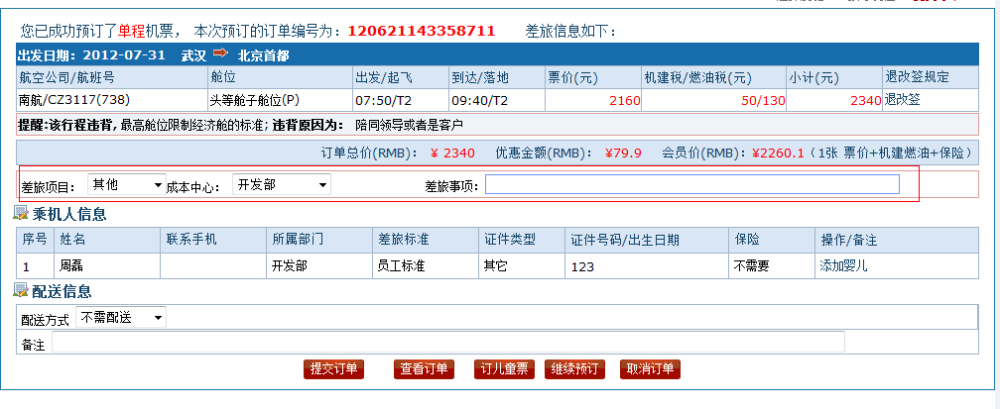 您已成功预订了单程机票， 本次预订的订单编号为：120621143358711 差旅信息如下：
出发日期：2012-07-31 武汉 北京首都
航空公司/航班号 舱位 出发/起飞 到达/落地 票价(元) 机建税/燃油税(元) 小计(元) 退改签规定
南航/CZ3117(738) 头等舱子舱位(P) 07:50/T2 09:40/T2 2160 50/130 2340 退改签
提醒:该行程违背, 最高舱位限制经济舱的标准; 违背原因为： 陪同领导或者是客户
订单总价(RMB)： ¥ 2340 优惠金额(RMB)： ¥79.9 会员价(RMB)：¥2260.1（1张 票价+机建燃油+保险）
差旅项目： 其他 成本中心： 开发部 差旅事项:
乘机人信息
序号 姓名 联系手机 所属部门 差旅标准 证件类型 证件号码/出生日期 保险 操作/备注
1 周磊 开发部 员工标准 其它 123 不需要 添加婴儿
配送信息
配送方式 不需配送
备注
提交订单 查看订单 订儿童票 继续预订 取消订单